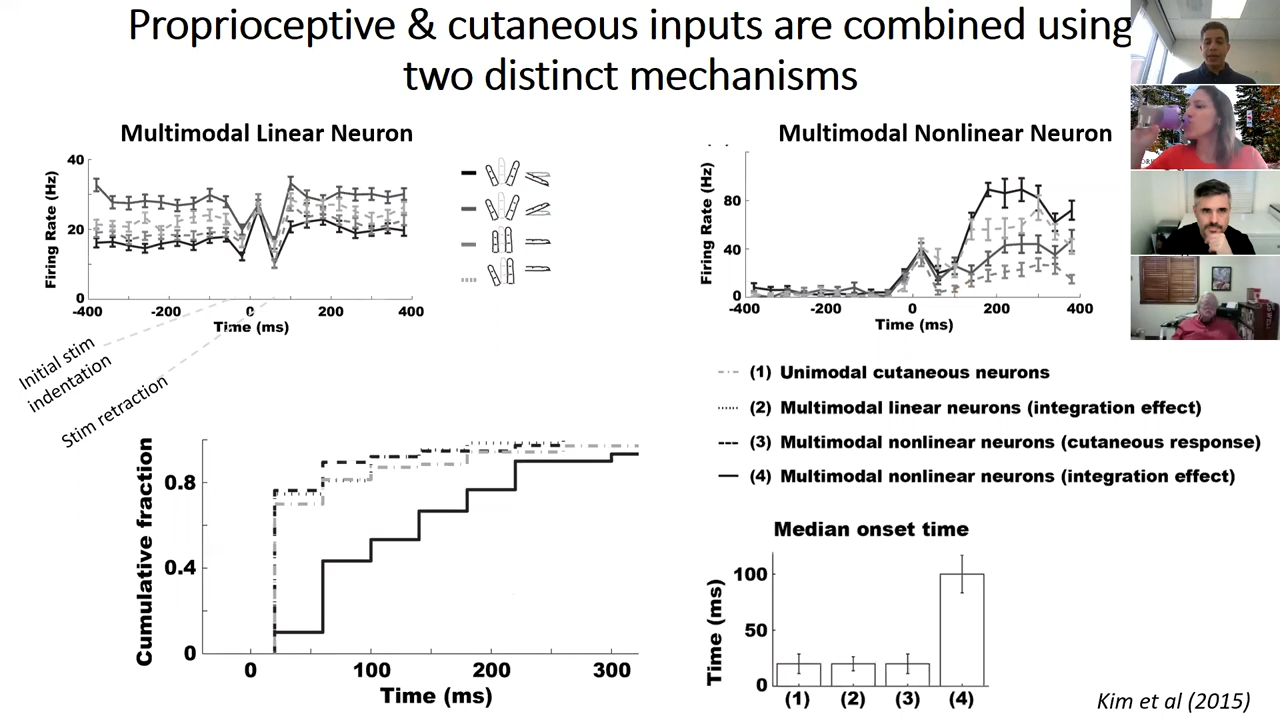 Proprioceptive & cutaneous inputs are combined using
two distinct mechanisms
Multimodal Linear Neuron
Firing Rate (Hz)
40
20
0
-400
-200
0
200
400
Time (ms)
Initial stim
indentation
Stim retraction
Multimodal Nonlinear Neuron
Firing Rate (Hz)
80
40
0
-400
-200
0
200
400
Time (ms)
(1) Unimodal cutaneous neurons
(2) Multimodal linear neurons (integration effect)
(3) Multimodal nonlinear neurons (cutaneous response)
(4) Multimodal nonlinear neurons (integration effect)
Cumulative fraction
0.8
0.4
0
0
100
200
300
Time (ms)
Median onset time
Time (ms)
100
50
0
(1)
(2)
(3)
(4)
Kim et al (2015)